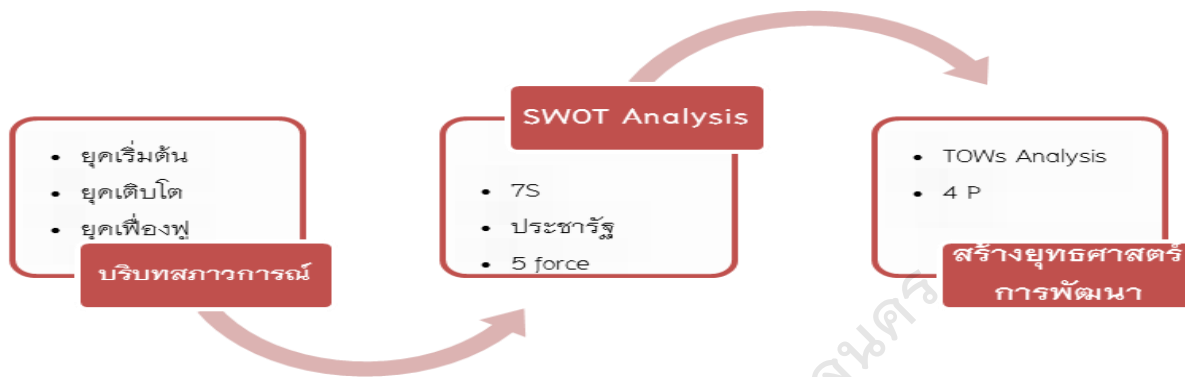 • ยุคเริ่มต้น
• ยุคเติบโต
• ยุคเฟื่องฟู
บริบทสภาวการณ์
SWOT Analysis
• 7S
• ประชารัฐ
• 5 force
• TOWs Analysis
• 4 P
สร้างยุทธศาสตร์
การพัฒนา